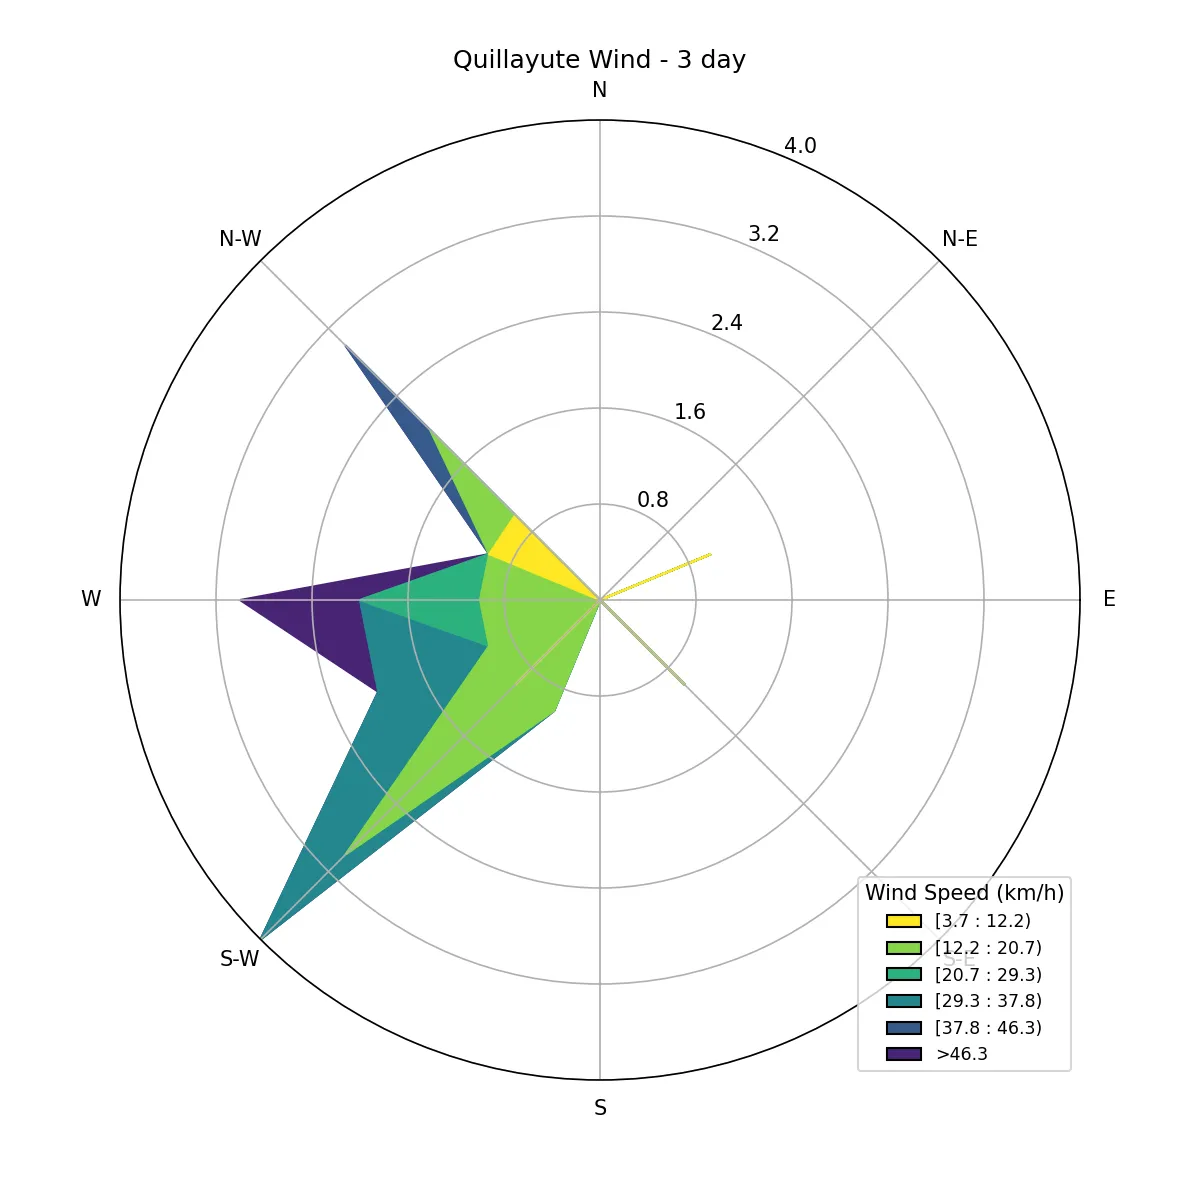 Quillayute Wind - 3 day
N
4.0
N-W
3.2
N-E
2.4
1.6
0.8
W
E
S-W
S-E
Wind Speed (km/h)
[3.7 : 12.2)
[12.2 : 20.7)
[20.7 : 29.3)
[29.3 : 37.8)
[37.8 : 46.3)
>46.3
S